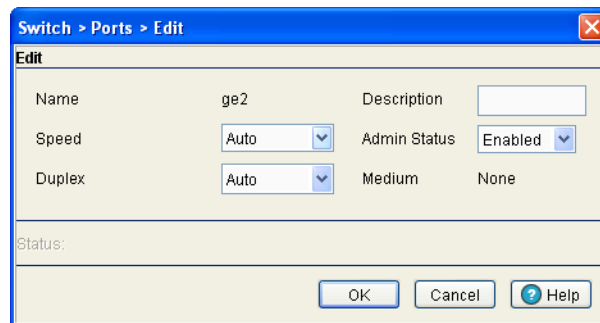 Switch > Ports > Edit
Edit
Name ge2 Description
Speed Auto Admin Status Enabled
Duplex Auto Medium None
Status:
OK Cancel ? Help